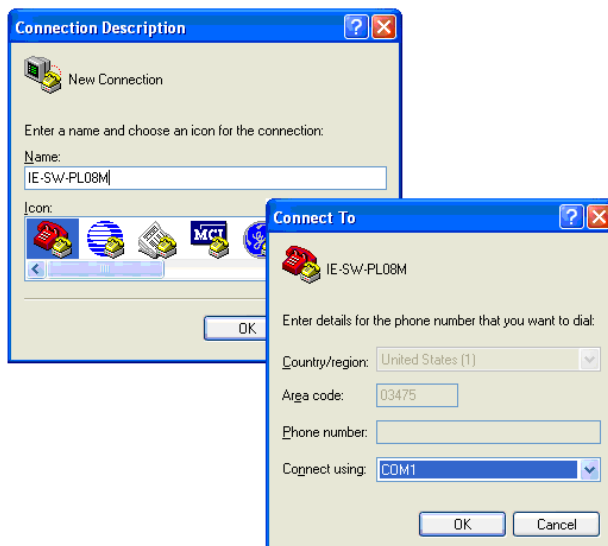 Connection Description
New Connection
Enter a name and choose an icon for the connection:
Name:
IE-SW-PL08M
Icon:
MCI
OK
Connect To
IE-SW-PL08M
Enter details for the phone number that you want to dial:
Country/region: United States (1)
Area code: 03475
Phone number:
Connect using: COM1
OK Cancel